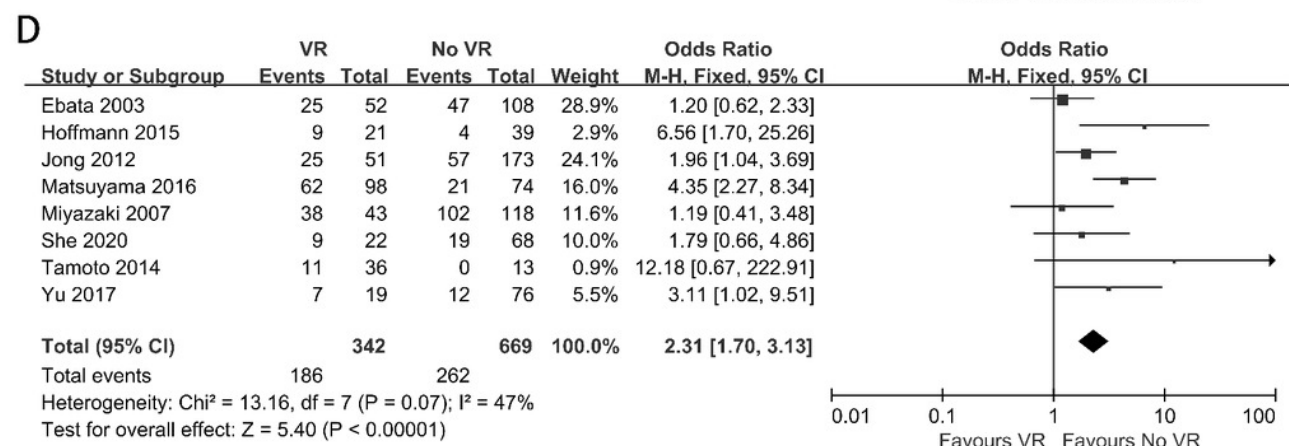 D
VR No VR Odds Ratio Odds Ratio
Study or Subgroup Events Total Events Total Weight M-H, Fixed, 95% CI M-H, Fixed, 95% CI
Ebata 2003 25 52 47 108 28.9% 1.20 [0.62, 2.33]
Hoffmann 2015 9 21 4 39 2.9% 6.56 [1.70, 25.26]
Jong 2012 25 51 57 173 24.1% 1.96 [1.04, 3.69]
Matsuyama 2016 62 98 21 74 16.0% 4.35 [2.27, 8.34]
Miyazaki 2007 38 43 102 118 11.6% 1.19 [0.41, 3.48]
She 2020 9 22 19 68 10.0% 1.79 [0.66, 4.86]
Tamoto 2014 11 36 0 13 0.9% 12.18 [0.67, 222.91]
Yu 2017 7 19 12 76 5.5% 3.11 [1.02, 9.51]
Total (95% CI) 342 669 100.0% 2.31 [1.70, 3.13]
Total events 186 262
Heterogeneity: Chi² = 13.16, df = 7 (P = 0.07); I² = 47%
Test for overall effect: Z = 5.40 (P < 0.00001)
0.01 0.1 1 10 100
Favours VR Favours No VR